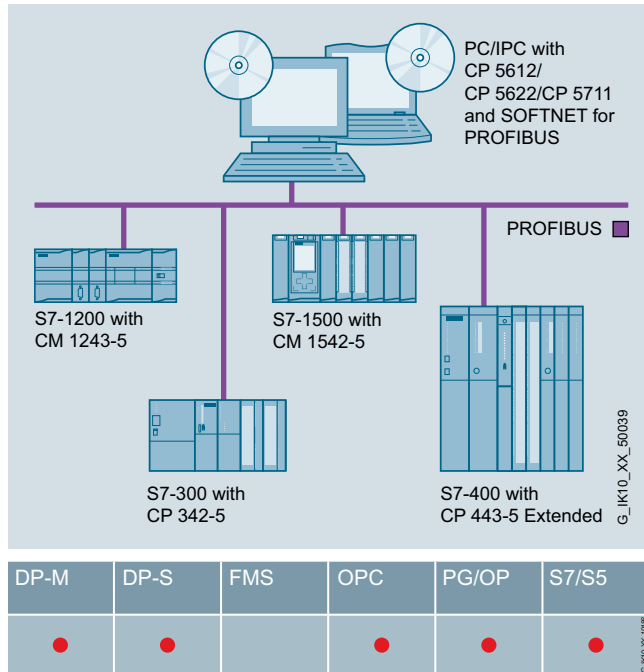 PC/IPC with
CP 5612/
CP 5622/CP 5711
and SOFTNET for
PROFIBUS
PROFIBUS
S7-1200 with
CM 1243-5
S7-1500 with
CM 1542-5
S7-300 with
CP 342-5
S7-400 with
CP 443-5 Extended
G_IK10_XX_50039
DP-M DP-S FMS OPC PG/OP S7/S5